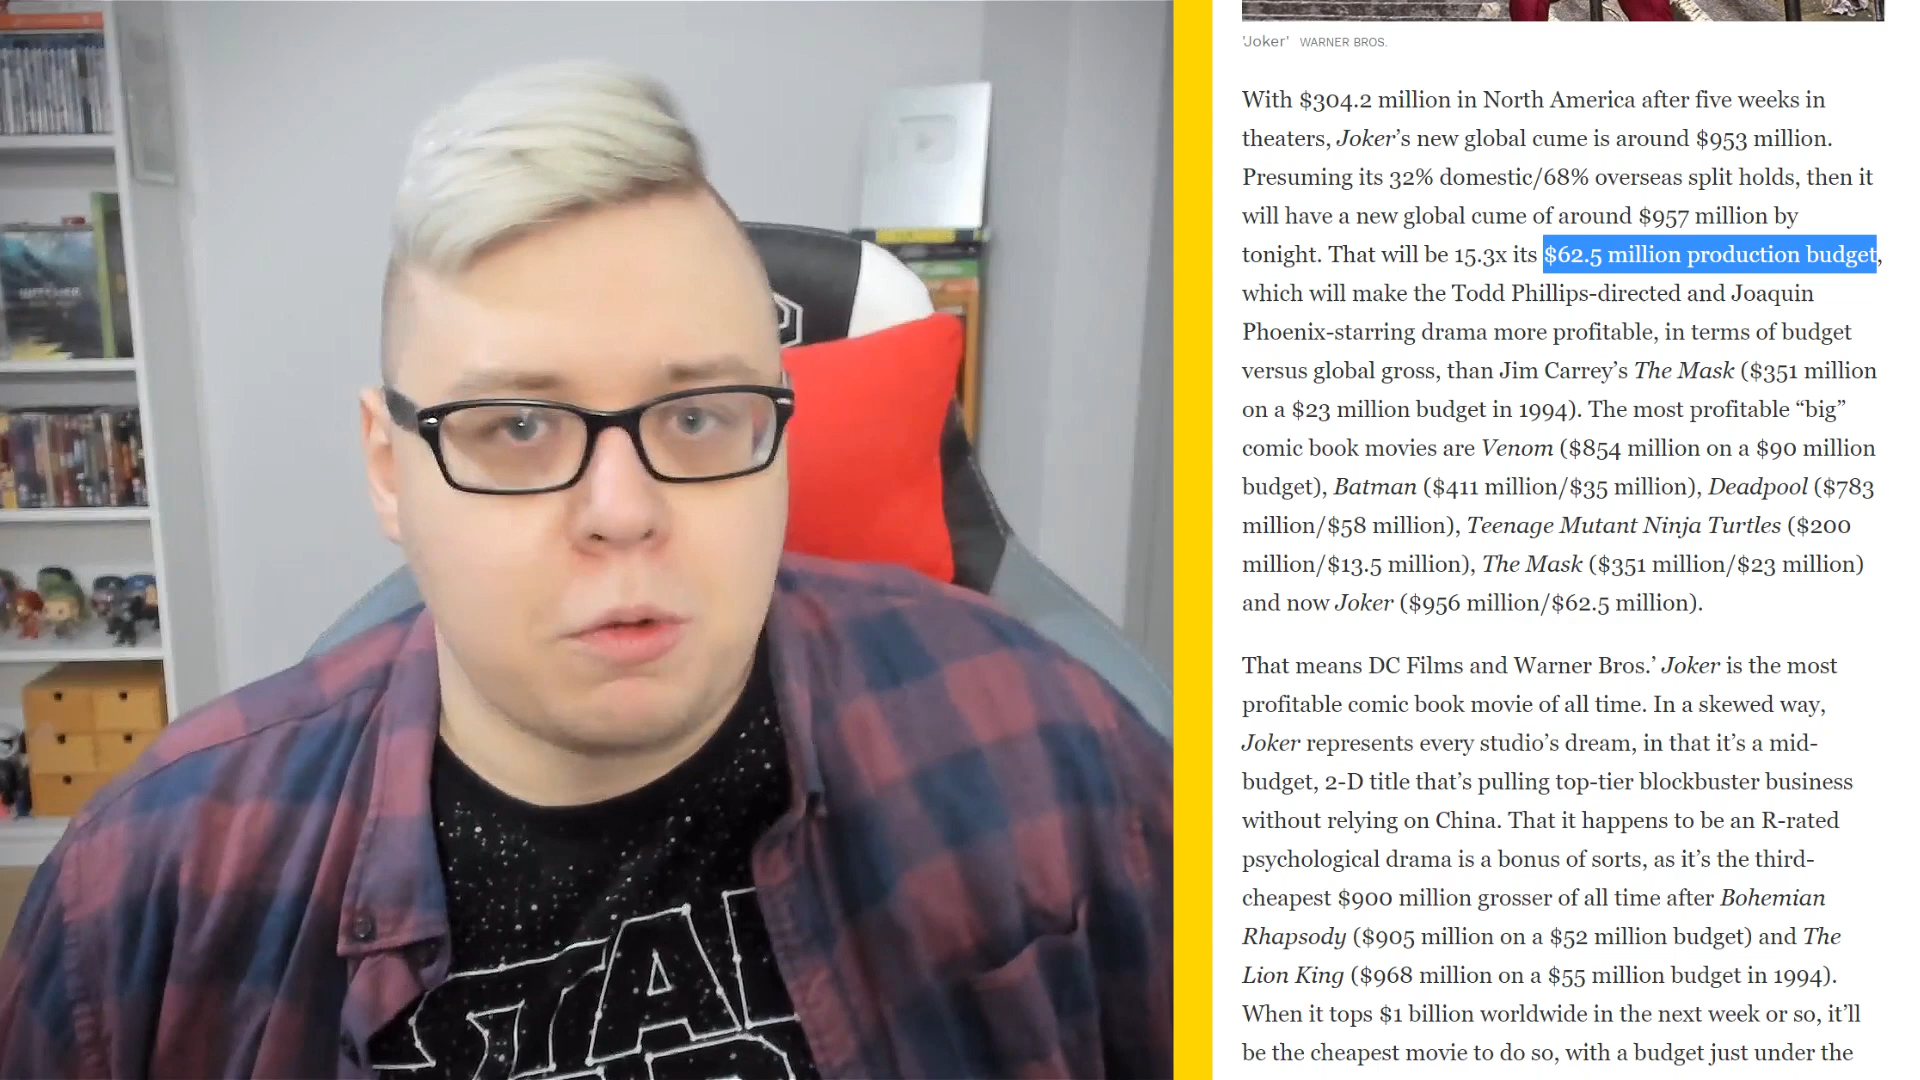 'Joker' WARNER BROS.
With $304.2 million in North America after five weeks in
theaters, Joker’s new global cume is around $953 million.
Presuming its 32% domestic/68% overseas split holds, then it
will have a new global cume of around $957 million by
tonight. That will be 15.3x its $62.5 million production budget,
which will make the Todd Phillips-directed and Joaquin
Phoenix-starring drama more profitable, in terms of budget
versus global gross, than Jim Carrey’s The Mask ($351 million
on a $23 million budget in 1994). The most profitable “big”
comic book movies are Venom ($854 million on a $90 million
budget), Batman ($411 million/$35 million), Deadpool ($783
million/$58 million), Teenage Mutant Ninja Turtles ($200
million/$13.5 million), The Mask ($351 million/$23 million)
and now Joker ($956 million/$62.5 million).
That means DC Films and Warner Bros.’ Joker is the most
profitable comic book movie of all time. In a skewed way,
Joker represents every studio’s dream, in that it’s a mid-
budget, 2-D title that’s pulling top-tier blockbuster business
without relying on China. That it happens to be an R-rated
psychological drama is a bonus of sorts, as it’s the third-
cheapest $900 million grosser of all time after Bohemian
Rhapsody ($905 million on a $52 million budget) and The
Lion King ($968 million on a $55 million budget in 1994).
When it tops $1 billion worldwide in the next week or so, it’ll
be the cheapest movie to do so, with a budget just under the
WITCHER
STAR